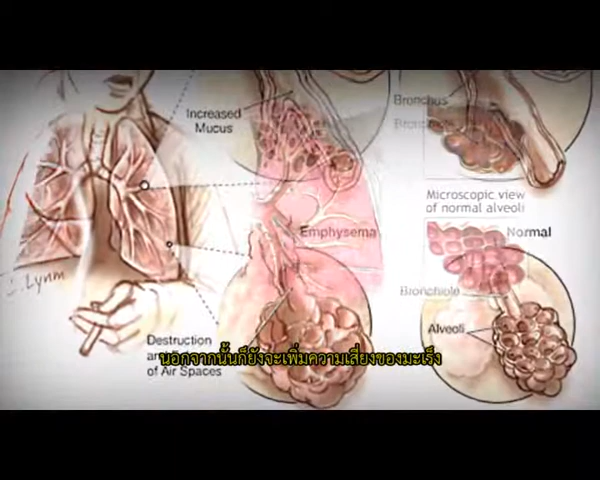 Increased
Mucus
Bronchus
Microscopic view
of normal alveoli
Emphysema
Normal
Bronchiole
Alveoli
Lynm
Destruction
of Air Spaces
นอกจากนั้นก็ยังจะเพิ่มความเสี่ยงของมะเร็ง